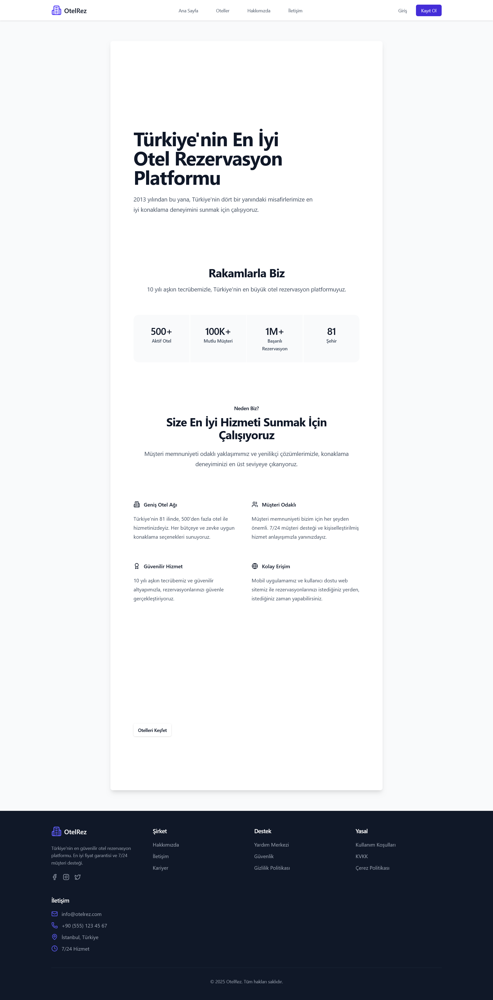 OtelRez
Ana Sayfa
Oteller
Hakkımızda
İletişim
Giriş
Kayıt Ol
Türkiye'nin En İyi
Otel Rezervasyon
Platformu
2013 yılından bu yana, Türkiye'nin dört bir yanındaki misafirlerimize en
iyi konaklama deneyimini sunmak için çalışıyoruz.
Rakamlarla Biz
10 yılı aşkın tecrübemizle, Türkiye'nin en büyük otel rezervasyon platformuyuz.
500+
Aktif Otel
100K+
Mutlu Müşteri
1M+
Başarılı
Rezervasyon
81
Şehir
Neden Biz?
Size En İyi Hizmeti Sunmak İçin
Çalışıyoruz
Müşteri memnuniyeti odaklı yaklaşımımız ve yenilikçi çözümlerimizle, konaklama
deneyiminizi en üst seviyeye çıkarıyoruz.
Geniş Otel Ağı
Türkiye'nin 81 ilinde, 500'den fazla otel ile
hizmetinizdeyiz. Her bütçeye ve zevke uygun
konaklama seçenekleri sunuyoruz.
Müşteri Odaklı
Müşteri memnuniyeti bizim için her şeyden
önemli. 7/24 müşteri desteği ve kişiselleştirilmiş
hizmet anlayışımızla yanınızdayız.
Güvenilir Hizmet
10 yılı aşkın tecrübemiz ve güvenilir
altyapımızla, rezervasyonlarınızı güvenle
gerçekleştiriyoruz.
Kolay Erişim
Mobil uygulamamız ve kullanıcı dostu web
sitemiz ile rezervasyonlarınızı istediğiniz yerden,
istediğiniz zaman yapabilirsiniz.
Otelleri Keşfet
OtelRez
Türkiye'nin en güvenilir otel rezervasyon
platformu. En iyi fiyat garantisi ve 7/24
müşteri desteği.
Şirket
Hakkımızda
İletişim
Kariyer
Destek
Yardım Merkezi
Güvenlik
Gizlilik Politikası
Yasal
Kullanım Koşulları
KVKK
Çerez Politikası
İletişim
info@otelrez.com
+90 (555) 123 45 67
İstanbul, Türkiye
7/24 Hizmet
© 2025 OtelRez. Tüm hakları saklıdır.